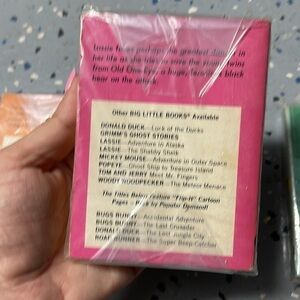 Lassie faces perhaps the greatest danger in
her life as she tries to save the young twins
from Old One-Eye, a huge, ferocious black
bear on the attack.
Other BIG LITTLE BOOKS® Available
DONALD DUCK—Luck of the Ducks
GRIMM'S GHOST STORIES
LASSIE—Adventure in Alaska
LASSIE—The Shabby Sheik
MICKEY MOUSE—Adventure in Outer Space
POPEYE—Ghost Ship to Treasure Island
TOM AND JERRY Meet Mr. Fingers
WOODY WOODPECKER—The Meteor Menace
The Titles Below Feature "Flip-It" Cartoon
Pages—Back by Popular Demand!
BUGS BUNNY—Accidental Adventure
BUGS BUNNY—The Last Crusader
DONALD DUCK—The Lost Jungle City
ROAD RUNNER—The Super Beep-Catcher